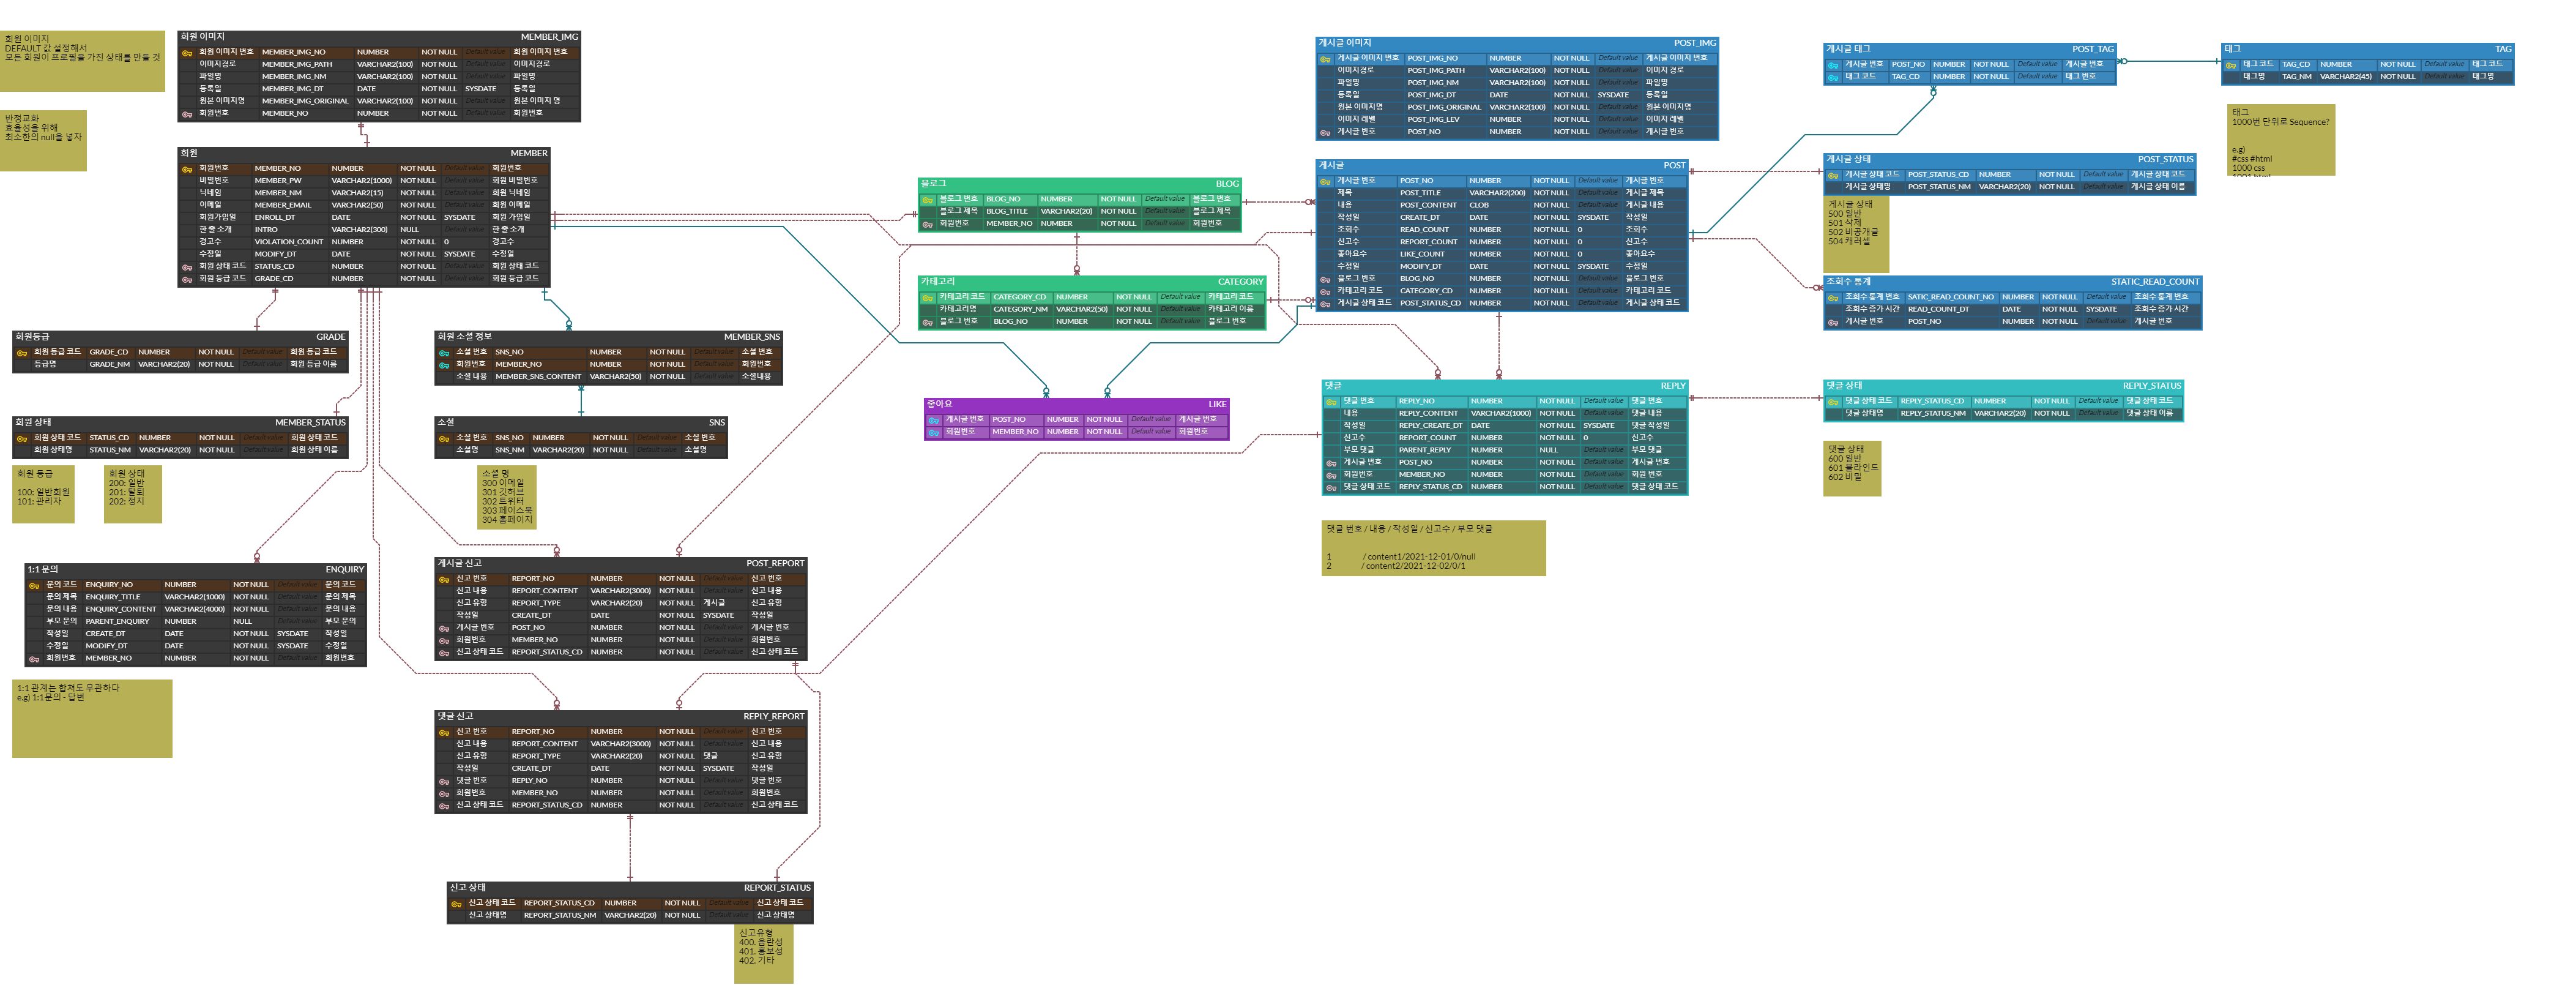 회원 이미지
DEFAULT 값 설정해서
모든 회원이 프로필을 가진 상태를 만들 것
반정교화
효율성을 위해
최소한의 null을 넣자
회원 이미지 MEMBER_IMG
회원 이미지 번호 MEMBER_IMG_NO NUMBER NOT NULL Default value 회원 이미지 번호
이미지경로 MEMBER_IMG_PATH VARCHAR2(100) NOT NULL Default value 이미지경로
파일명 MEMBER_IMG_NM VARCHAR2(100) NOT NULL Default value 파일명
등록일 MEMBER_IMG_DT DATE NOT NULL SYSDATE 등록일
원본 이미지명 MEMBER_IMG_ORIGINAL VARCHAR2(100) NOT NULL Default value 원본 이미지 명
회원번호 MEMBER_NO NUMBER NOT NULL Default value 회원번호
회원 MEMBER
회원번호 MEMBER_NO NUMBER NOT NULL Default value 회원번호
비밀번호 MEMBER_PW VARCHAR2(1000) NOT NULL Default value 회원 비밀번호
닉네임 MEMBER_NM VARCHAR2(15) NOT NULL Default value 회원 닉네임
이메일 MEMBER_EMAIL VARCHAR2(50) NOT NULL Default value 회원 이메일
회원가입일 ENROLL_DT DATE NOT NULL SYSDATE 회원 가입일
한 줄 소개 INTRO VARCHAR2(300) NULL Default value 한 줄 소개
경고수 VIOLATION_COUNT NUMBER NOT NULL 0 경고수
수정일 MODIFY_DT DATE NOT NULL SYSDATE 수정일
회원 상태 코드 STATUS_CD NUMBER NOT NULL Default value 회원 상태 코드
회원 등급 코드 GRADE_CD NUMBER NOT NULL Default value 회원 등급 코드
회원등급 GRADE
회원 등급 코드 GRADE_CD NUMBER NOT NULL Default value 회원 등급 코드
등급명 GRADE_NM VARCHAR2(20) NOT NULL Default value 회원 등급 이름
회원 상태 MEMBER_STATUS
회원 상태 코드 STATUS_CD NUMBER NOT NULL Default value 회원 상태 코드
회원 상태명 STATUS_NM VARCHAR2(20) NOT NULL Default value 회원 상태 이름
회원 등급
100: 일반회원
101: 관리자
회원 상태
200: 일반
201: 탈퇴
202: 정지
회원 소셜 정보 MEMBER_SNS
소셜 번호 SNS_NO NUMBER NOT NULL Default value 소셜 번호
회원번호 MEMBER_NO NUMBER NOT NULL Default value 회원번호
소셜 내용 MEMBER_SNS_CONTENT VARCHAR2(50) NOT NULL Default value 소셜내용
소셜 SNS
소셜 번호 SNS_NO NUMBER NOT NULL Default value 소셜 번호
소셜명 SNS_NM VARCHAR2(20) NOT NULL Default value 소셜명
소셜 명
300 이메일
301 깃허브
302 트위터
303 페이스북
304 홈페이지
1:1 문의 ENQUIRY
문의 코드 ENQUIRY_NO NUMBER NOT NULL Default value 문의 코드
문의 제목 ENQUIRY_TITLE VARCHAR2(1000) NOT NULL Default value 문의 제목
문의 내용 ENQUIRY_CONTENT VARCHAR2(4000) NOT NULL Default value 문의 내용
부모 문의 PARENT_ENQUIRY NUMBER NULL Default value 부모 문의
작성일 CREATE_DT DATE NOT NULL SYSDATE 작성일
수정일 MODIFY_DT DATE NOT NULL SYSDATE 수정일
회원번호 MEMBER_NO NUMBER NOT NULL Default value 회원번호
1:1 관계는 합쳐도 무관하다
e.g) 1:1문의 - 답변
게시글 신고 POST_REPORT
신고 번호 REPORT_NO NUMBER NOT NULL Default value 신고 번호
신고 내용 REPORT_CONTENT VARCHAR2(3000) NOT NULL Default value 신고 내용
신고 유형 REPORT_TYPE VARCHAR2(20) NOT NULL 게시글 신고 유형
작성일 CREATE_DT DATE NOT NULL SYSDATE 작성일
게시글 번호 POST_NO NUMBER NOT NULL Default value 게시글 번호
회원번호 MEMBER_NO NUMBER NOT NULL Default value 회원번호
신고 상태 코드 REPORT_STATUS_CD NUMBER NOT NULL Default value 신고 상태 코드
댓글 신고 REPLY_REPORT
신고 번호 REPORT_NO NUMBER NOT NULL Default value 신고 번호
신고 내용 REPORT_CONTENT VARCHAR2(3000) NOT NULL Default value 신고 내용
신고 유형 REPORT_TYPE VARCHAR2(20) NOT NULL 댓글 신고 유형
작성일 CREATE_DT DATE NOT NULL SYSDATE 작성일
댓글 번호 REPLY_NO NUMBER NOT NULL Default value 댓글 번호
회원번호 MEMBER_NO NUMBER NOT NULL Default value 회원번호
신고 상태 코드 REPORT_STATUS_CD NUMBER NOT NULL Default value 신고 상태 코드
신고 상태 REPORT_STATUS
신고 상태 코드 REPORT_STATUS_CD NUMBER NOT NULL Default value 신고 상태 코드
신고 상태명 REPORT_STATUS_NM VARCHAR2(20) NOT NULL Default value 신고 상태명
신고유형
400. 음란성
401. 홍보성
402. 기타
블로그 BLOG
블로그 번호 BLOG_NO NUMBER NOT NULL Default value 블로그 번호
블로그 제목 BLOG_TITLE VARCHAR2(20) NOT NULL Default value 블로그 제목
회원번호 MEMBER_NO NUMBER NOT NULL Default value 회원번호
카테고리 CATEGORY
카테고리 코드 CATEGORY_CD NUMBER NOT NULL Default value 카테고리 코드
카테고리명 CATEGORY_NM VARCHAR2(50) NOT NULL Default value 카테고리 이름
블로그 번호 BLOG_NO NUMBER NOT NULL Default value 블로그 번호
좋아요 LIKE
게시글 번호 POST_NO NUMBER NOT NULL Default value 게시글 번호
회원번호 MEMBER_NO NUMBER NOT NULL Default value 회원번호
게시글 이미지 POST_IMG
게시글 이미지 번호 POST_IMG_NO NUMBER NOT NULL Default value 게시글 이미지 번호
이미지경로 POST_IMG_PATH VARCHAR2(100) NOT NULL Default value 이미지 경로
파일명 POST_IMG_NM VARCHAR2(100) NOT NULL Default value 파일명
등록일 POST_IMG_DT DATE NOT NULL SYSDATE 등록일
원본 이미지명 POST_IMG_ORIGINAL VARCHAR2(100) NOT NULL Default value 원본 이미지명
이미지 레벨 POST_IMG_LEV NUMBER NOT NULL Default value 이미지 레벨
게시글 번호 POST_NO NUMBER NOT NULL Default value 게시글 번호
게시글 POST
게시글 번호 POST_NO NUMBER NOT NULL Default value 게시글 번호
제목 POST_TITLE VARCHAR2(200) NOT NULL Default value 게시글 제목
내용 POST_CONTENT CLOB NOT NULL Default value 게시글 내용
작성일 CREATE_DT DATE NOT NULL SYSDATE 작성일
조회수 READ_COUNT NUMBER NOT NULL 0 조회수
신고수 REPORT_COUNT NUMBER NOT NULL 0 신고수
좋아요수 LIKE_COUNT NUMBER NOT NULL 0 좋아요수
수정일 MODIFY_DT DATE NOT NULL SYSDATE 수정일
블로그 번호 BLOG_NO NUMBER NOT NULL Default value 블로그 번호
카테고리 코드 CATEGORY_CD NUMBER NOT NULL Default value 카테고리 코드
게시글 상태 코드 POST_STATUS_CD NUMBER NOT NULL Default value 게시글 상태 코드
댓글 REPLY
댓글 번호 REPLY_NO NUMBER NOT NULL Default value 댓글 번호
내용 REPLY_CONTENT VARCHAR2(1000) NOT NULL Default value 댓글 내용
작성일 REPLY_CREATE_DT DATE NOT NULL SYSDATE 댓글 작성일
신고수 REPORT_COUNT NUMBER NOT NULL 0 신고수
부모 댓글 PARENT_REPLY NUMBER NULL Default value 부모 댓글
게시글 번호 POST_NO NUMBER NOT NULL Default value 게시글 번호
회원번호 MEMBER_NO NUMBER NOT NULL Default value 회원 번호
댓글 상태 코드 REPLY_STATUS_CD NUMBER NOT NULL Default value 댓글 상태 코드
댓글 번호 / 내용 / 작성일 / 신고수 / 부모 댓글
1 / content1/2021-12-01/0/null
2 / content2/2021-12-02/0/1
게시글 태그 POST_TAG
게시글 번호 POST_NO NUMBER NOT NULL Default value 게시글 번호
태그 코드 TAG_CD NUMBER NOT NULL Default value 태그 번호
태그 TAG
태그 코드 TAG_CD NUMBER NOT NULL Default value 태그 코드
태그명 TAG_NM VARCHAR2(45) NOT NULL Default value 태그명
태그
1000번 단위로 Sequence?
e.g)
#css #html
1000 css
1001 html
게시글 상태 POST_STATUS
게시글 상태 코드 POST_STATUS_CD NUMBER NOT NULL Default value 게시글 상태 코드
게시글 상태명 POST_STATUS_NM VARCHAR2(20) NOT NULL Default value 게시글 상태 이름
게시글 상태
500 일반
501 삭제
502 비공개글
504 캐러셀
조회수 통계 STATIC_READ_COUNT
조회수 통계 번호 SATIC_READ_COUNT_NO NUMBER NOT NULL Default value 조회수 통계 번호
조회수 증가 시간 READ_COUNT_DT DATE NOT NULL SYSDATE 조회수 증가 시간
게시글 번호 POST_NO NUMBER NOT NULL Default value 게시글 번호
댓글 상태 REPLY_STATUS
댓글 상태 코드 REPLY_STATUS_CD NUMBER NOT NULL Default value 댓글 상태 코드
댓글 상태명 REPLY_STATUS_NM VARCHAR2(20) NOT NULL Default value 댓글 상태 이름
댓글 상태
600 일반
601 블라인드
602 비밀